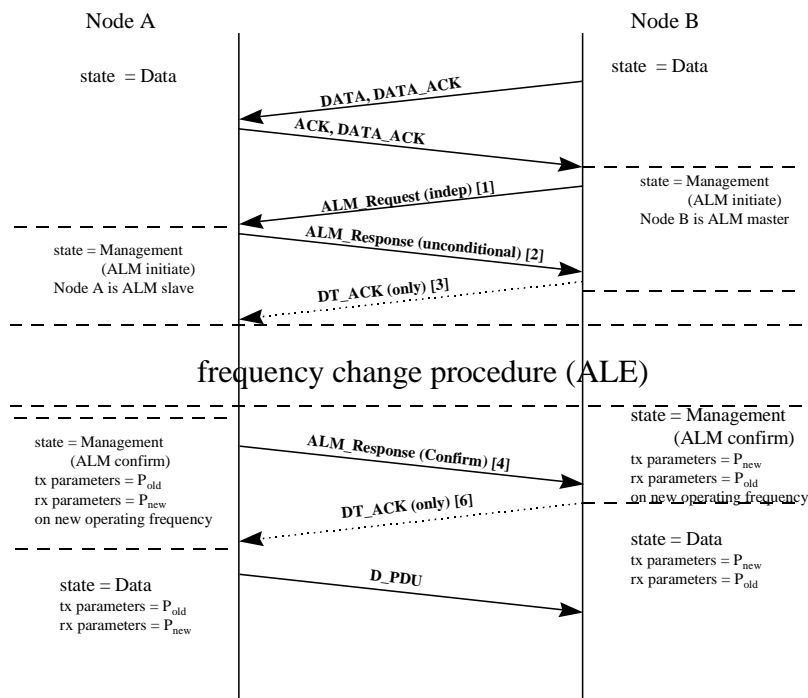 Node A
Node B
state = Data
state = Data
DATA, DATA_ACK
ACK, DATA_ACK
ALM_Request (indep) [1]
state = Management
(ALM initiate)
Node B is ALM master
ALM_Response (unconditional) [2]
state = Management
(ALM initiate)
Node A is ALM slave
DT_ACK (only) [3]
frequency change procedure (ALE)
state = Management
(ALM confirm)
tx parameters = Pnew
rx parameters = Pold
on new operating frequency
state = Management
(ALM confirm)
tx parameters = Pold
rx parameters = Pnew
on new operating frequency
ALM_Response (Confirm) [4]
DT_ACK (only) [6]
state = Data
tx parameters = Pnew
rx parameters = Pold
state = Data
tx parameters = Pold
rx parameters = Pnew
D_PDU